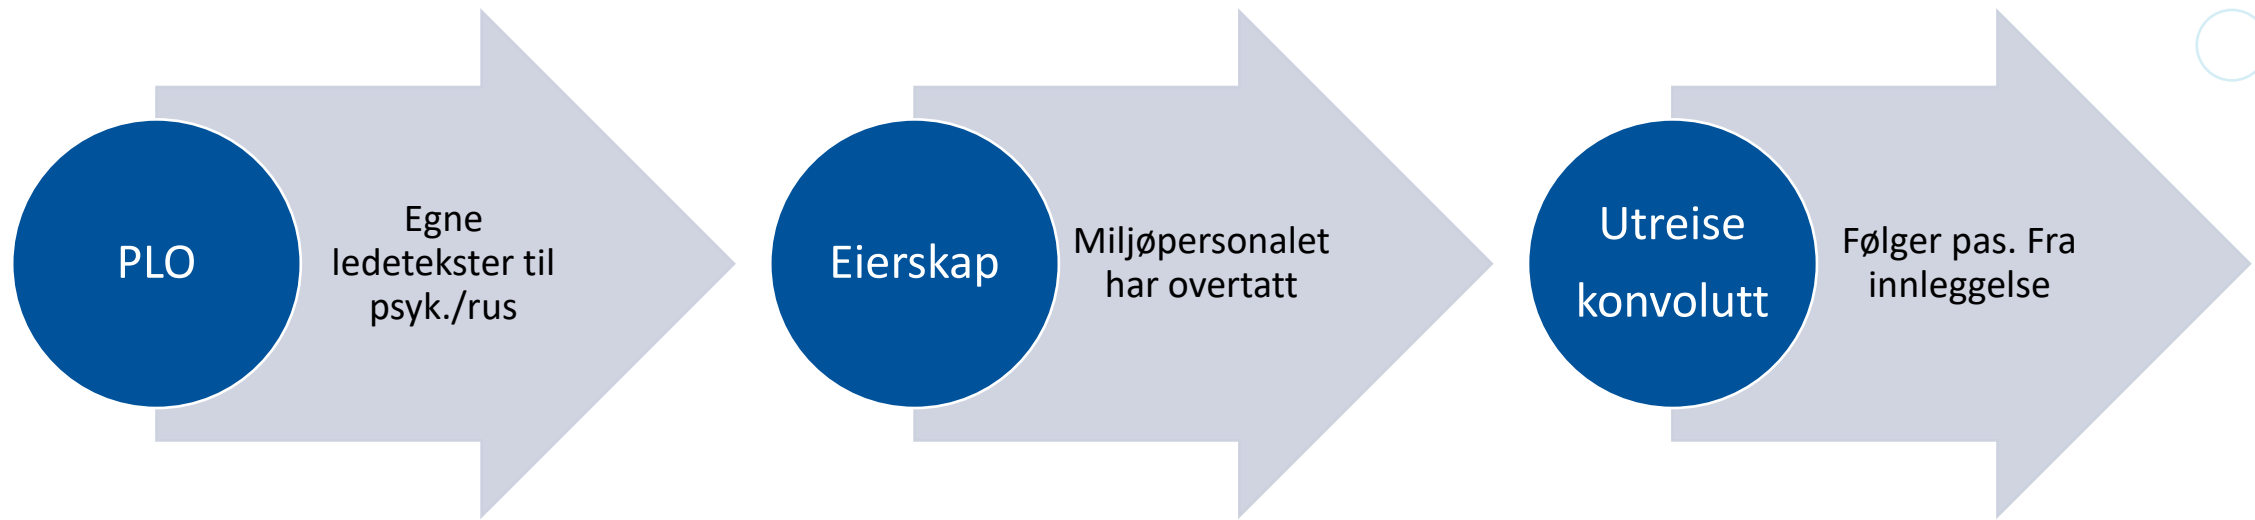 PLO
Egne
ledetekster til
psyk./rus
Eierskap
Miljøpersonalet
har overtatt
Utreise
konvolutt
Følger pas. Fra
innleggelse